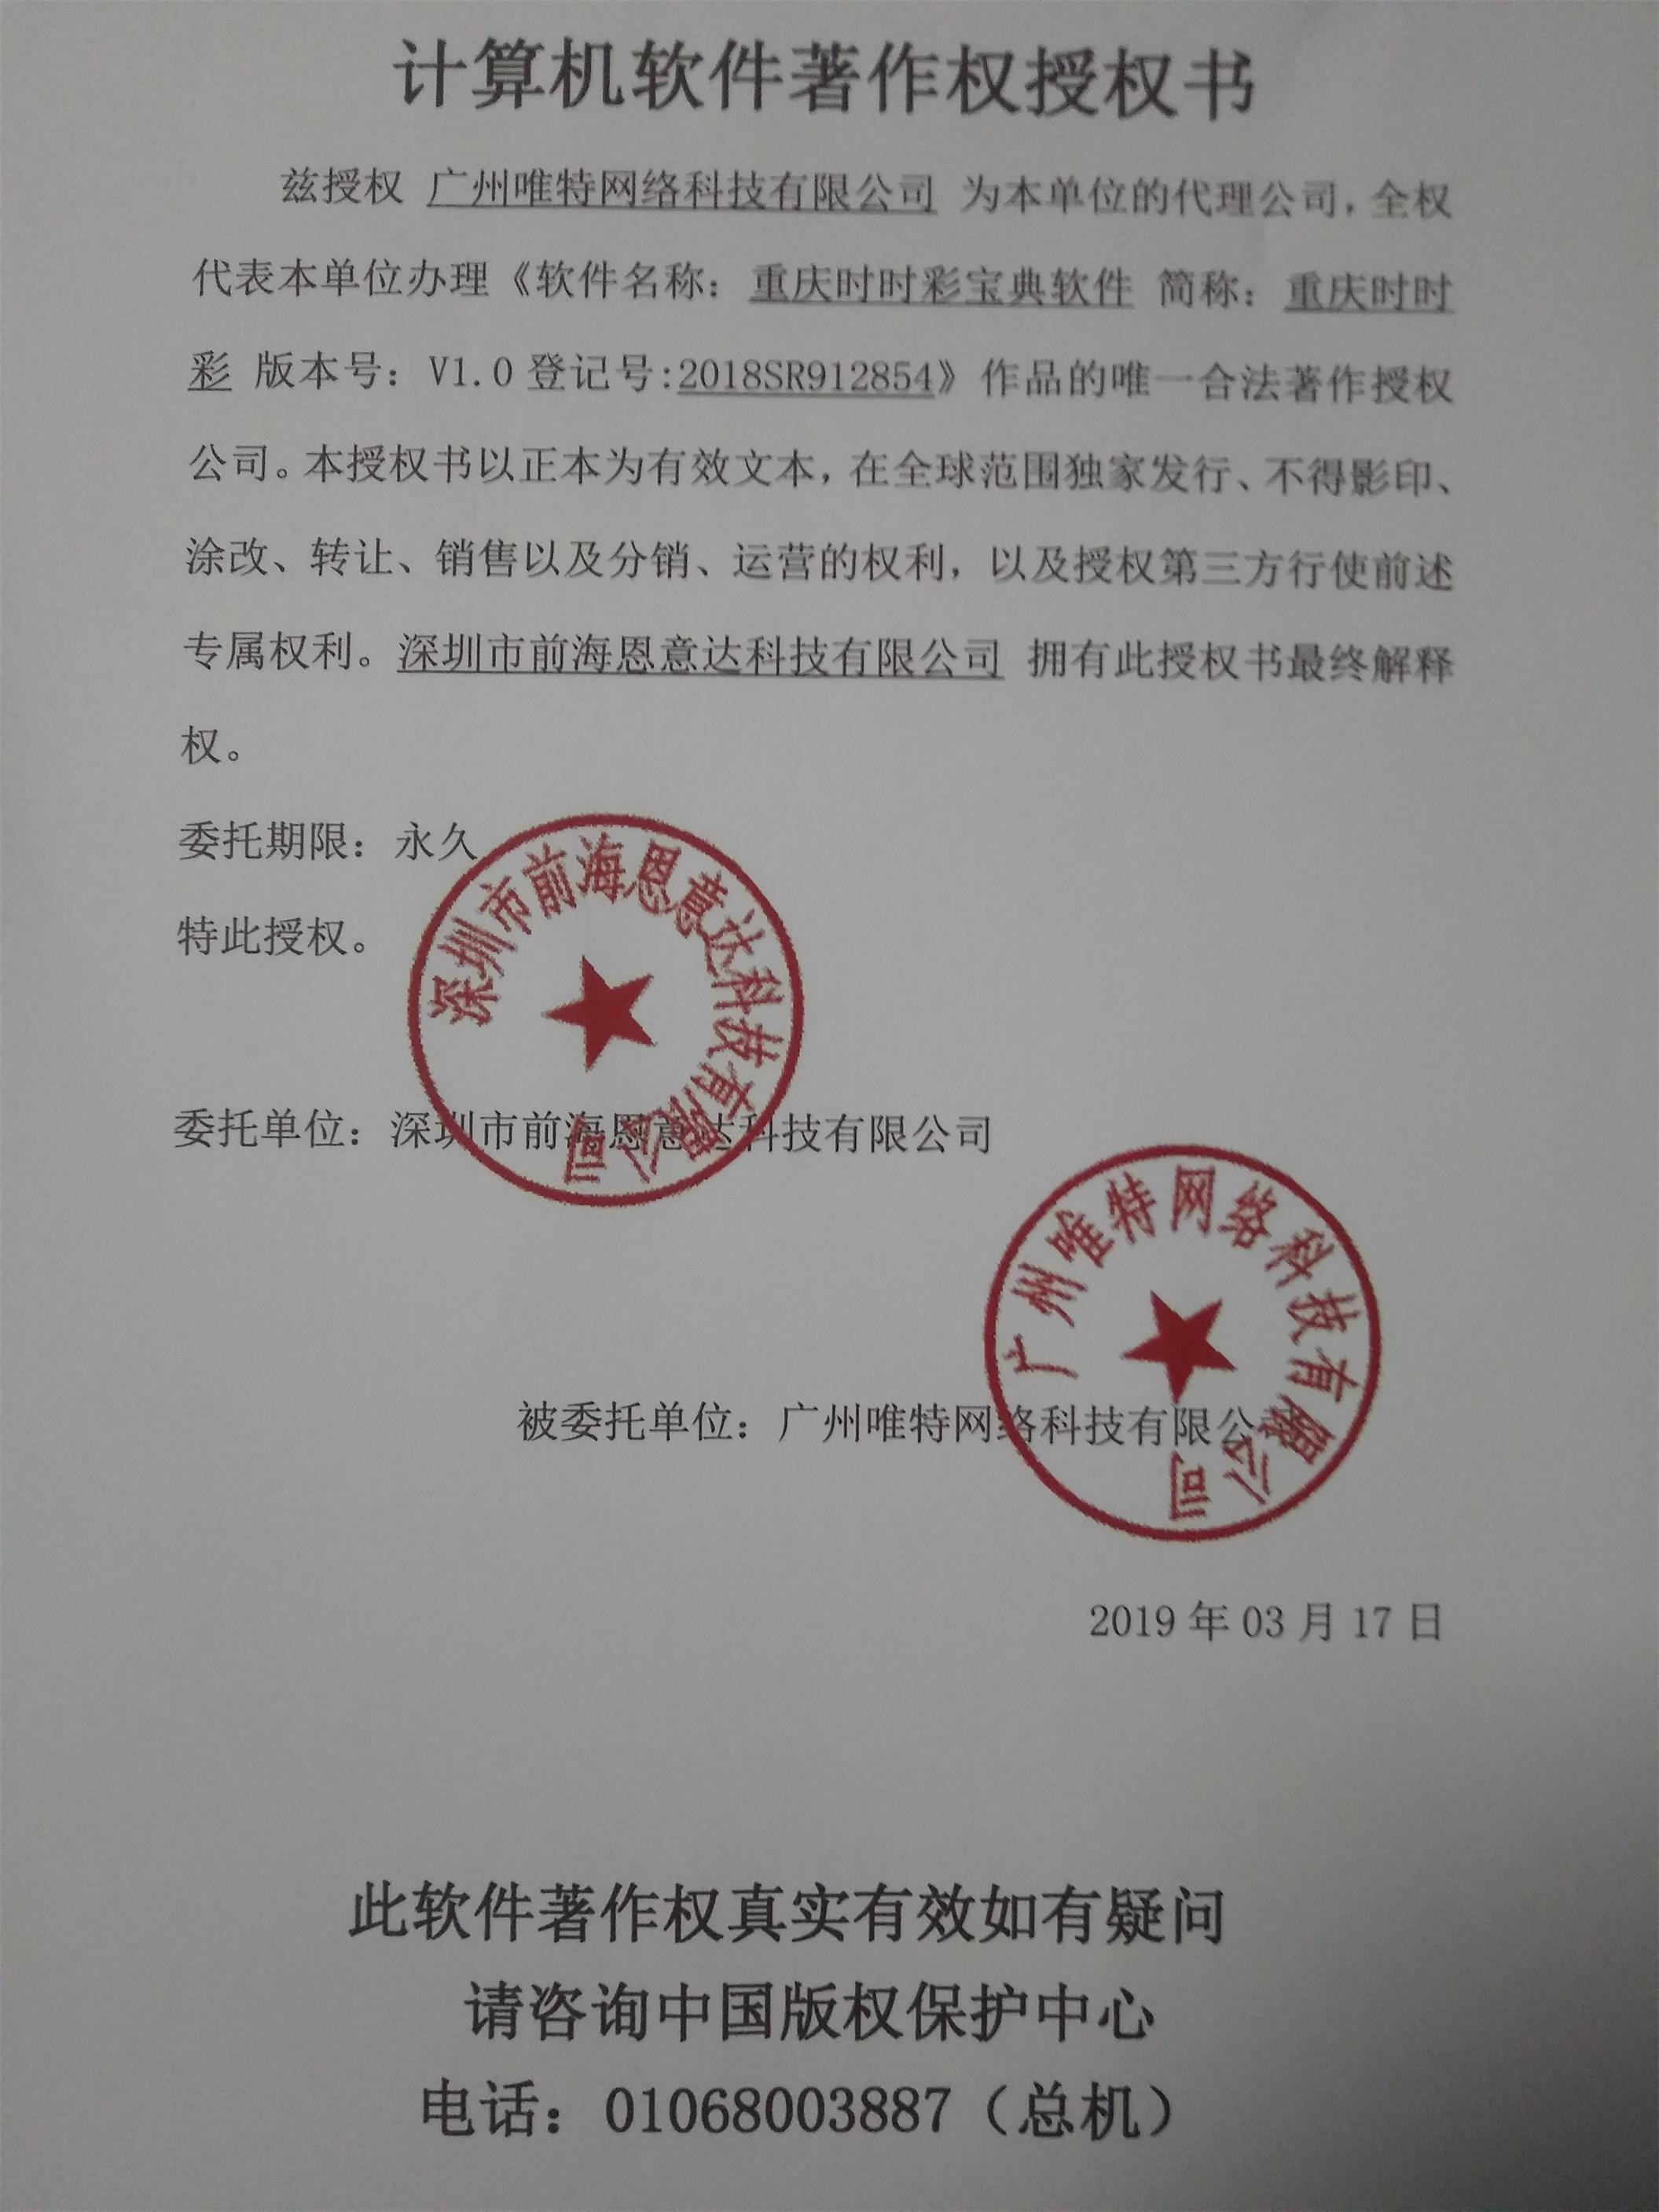 计算机软件著作权授权书
兹授权 广州唯特网络科技有限公司 为本单位的代理公司，全权
代表本单位办理《软件名称：重庆时时彩宝典软件 简称：重庆时时
彩 版本号：V1.0 登记号:2018SR912854》作品的唯一合法著作授权
公司。本授权书以正本为有效文本，在全球范围独家发行、不得影印、
涂改、转让、销售以及分销、运营的权利，以及授权第三方行使前述
专属权利。深圳市前海恩意达科技有限公司 拥有此授权书最终解释
权。
委托期限：永久
特此授权。
深圳市前海恩意达科技有限公司
委托单位：深圳市前海恩意达科技有限公司
广州唯特网络科技有限公司
被委托单位：广州唯特网络科技有限公
2019 年 03 月 17 日
此软件著作权真实有效如有疑问
请咨询中国版权保护中心
电话：01068003887（总机）